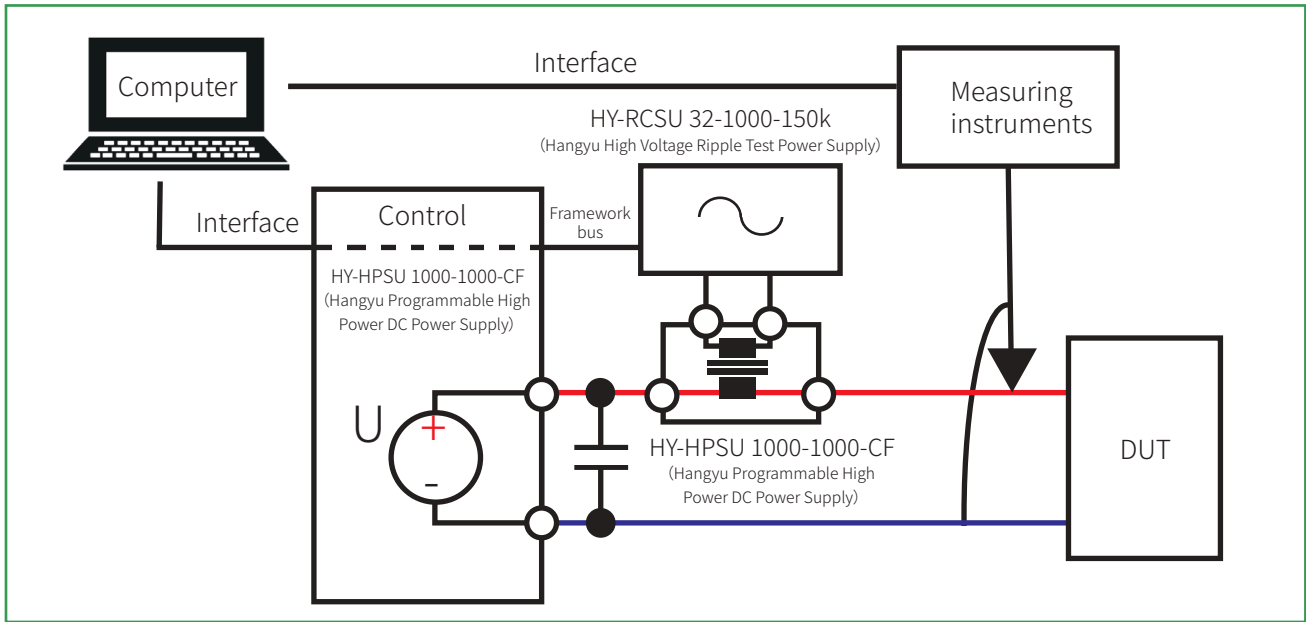 Computer
Interface
Measuring
instruments
HY-RCSU 32-1000-150k
(Hangyu High Voltage Ripple Test Power Supply)
Interface
Control
Framework
bus
HY-HPSU 1000-1000-CF
(Hangyu Programmable High
Power DC Power Supply)
U
+
-
HY-HPSU 1000-1000-CF
(Hangyu Programmable High
Power DC Power Supply)
DUT